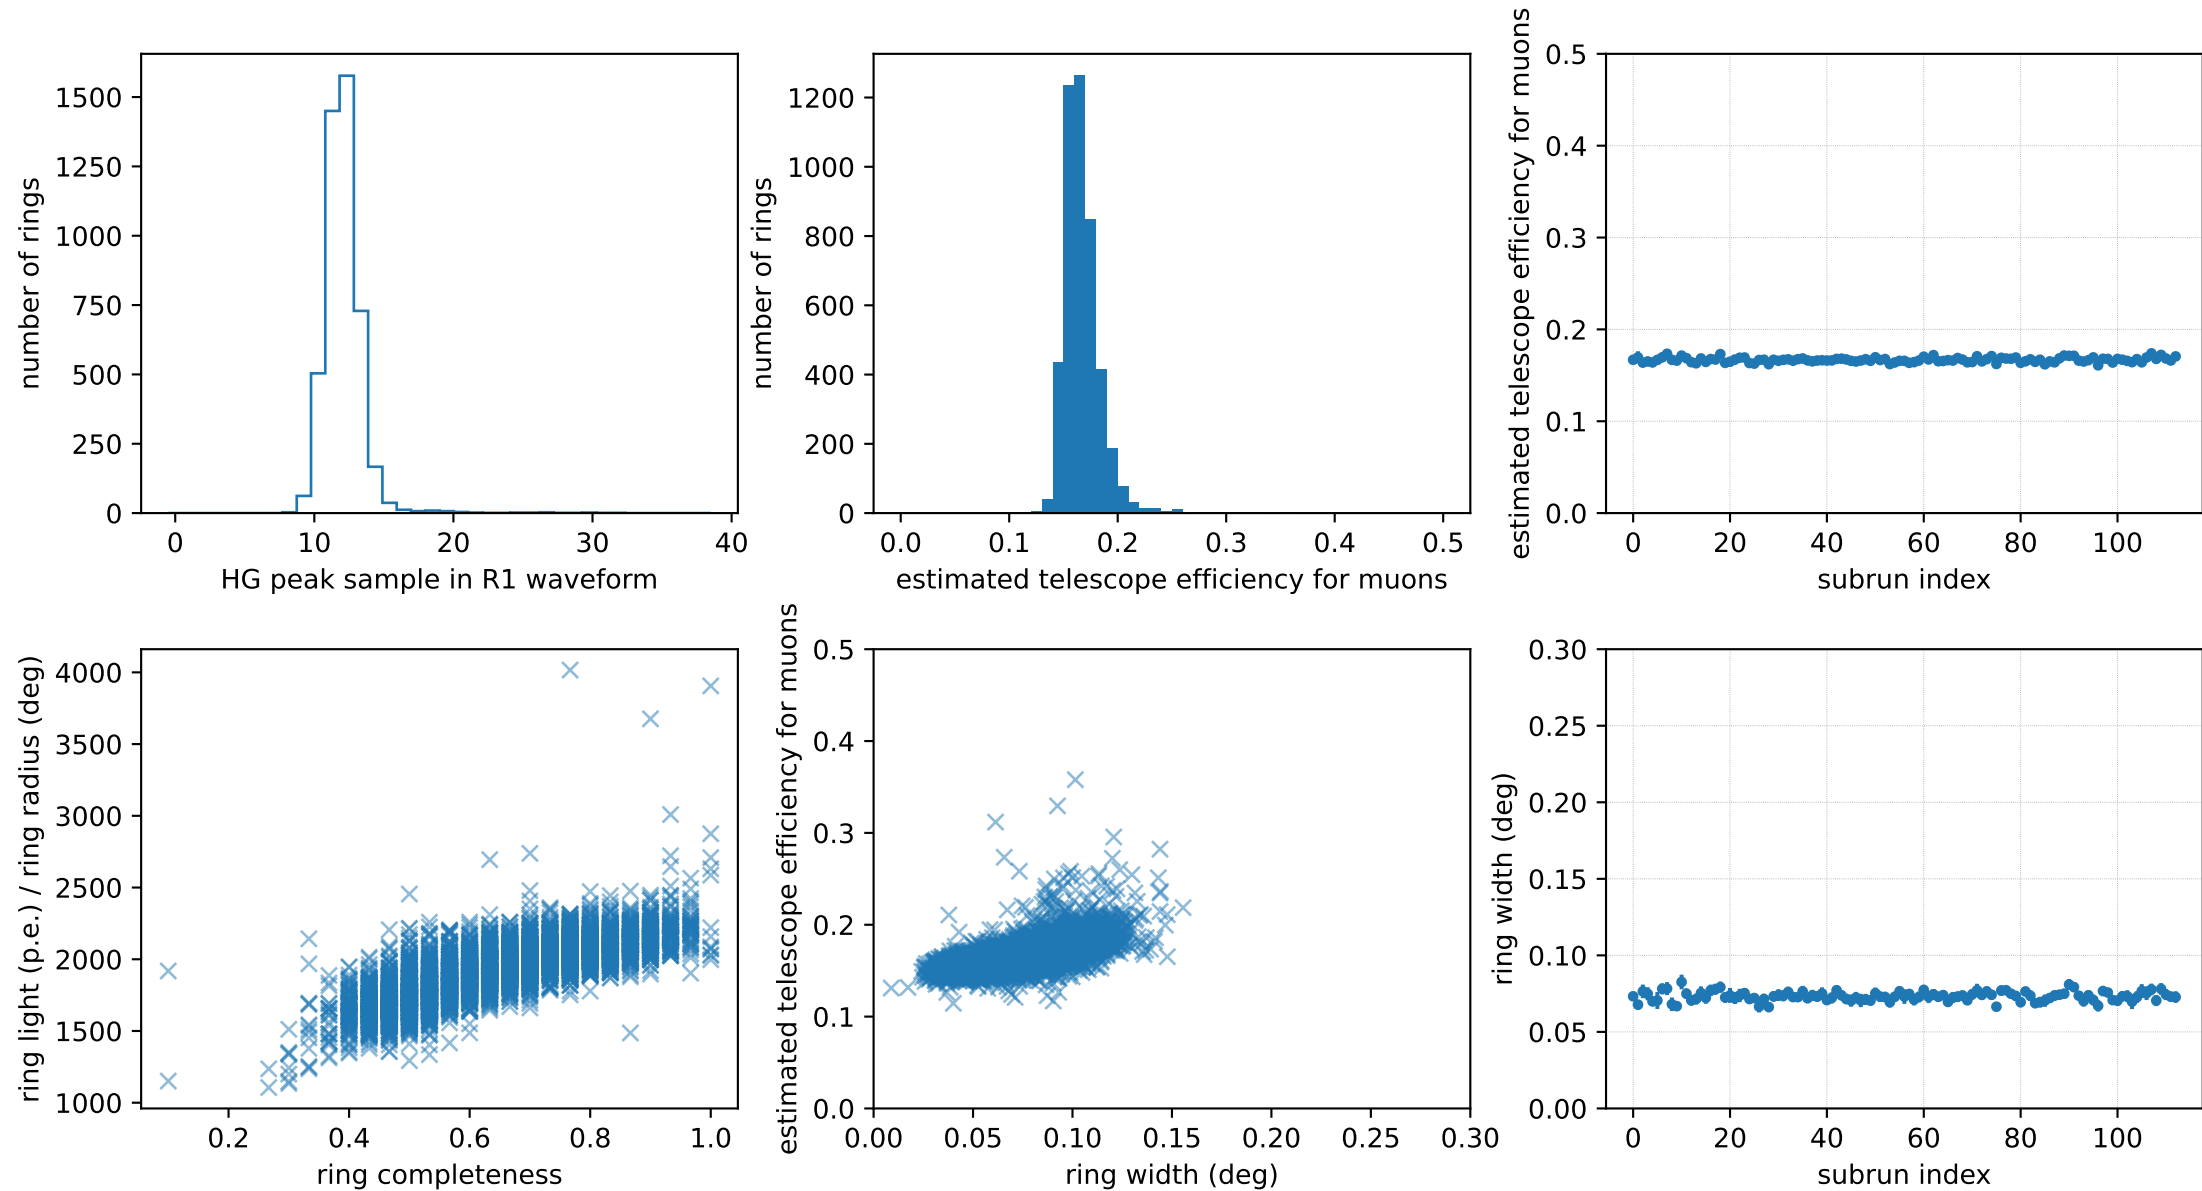 number of rings
1500
1250
1000
750
500
250
0
0 10 20 30 40
HG peak sample in R1 waveform
number of rings
1200
1000
800
600
400
200
0
0.0 0.1 0.2 0.3 0.4 0.5
estimated telescope efficiency for muons
estimated telescope efficiency for muons
0.5
0.4
0.3
0.2
0.1
0.0
0 20 40 60 80 100
subrun index
ring light (p.e.) / ring radius (deg)
4000
3500
3000
2500
2000
1500
1000
0.2 0.4 0.6 0.8 1.0
ring completeness
estimated telescope efficiency for muons
0.5
0.4
0.3
0.2
0.1
0.0
0.00 0.05 0.10 0.15 0.20 0.25 0.30
ring width (deg)
ring width (deg)
0.30
0.25
0.20
0.15
0.10
0.05
0.00
0 20 40 60 80 100
subrun index